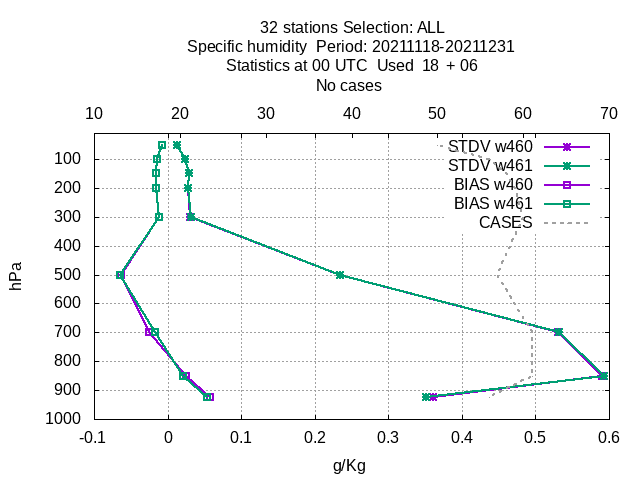 32 stations Selection: ALL
Specific humidity  Period: 20211118-20211231
Statistics at 00 UTC  Used  18  + 06
No cases
10 20 30 40 50 60 70
STDV w460
STDV w461
BIAS w460
BIAS w461
CASES
100
200
300
400
500
600
700
800
900
1000
hPa
-0.1 0 0.1 0.2 0.3 0.4 0.5 0.6
g/Kg